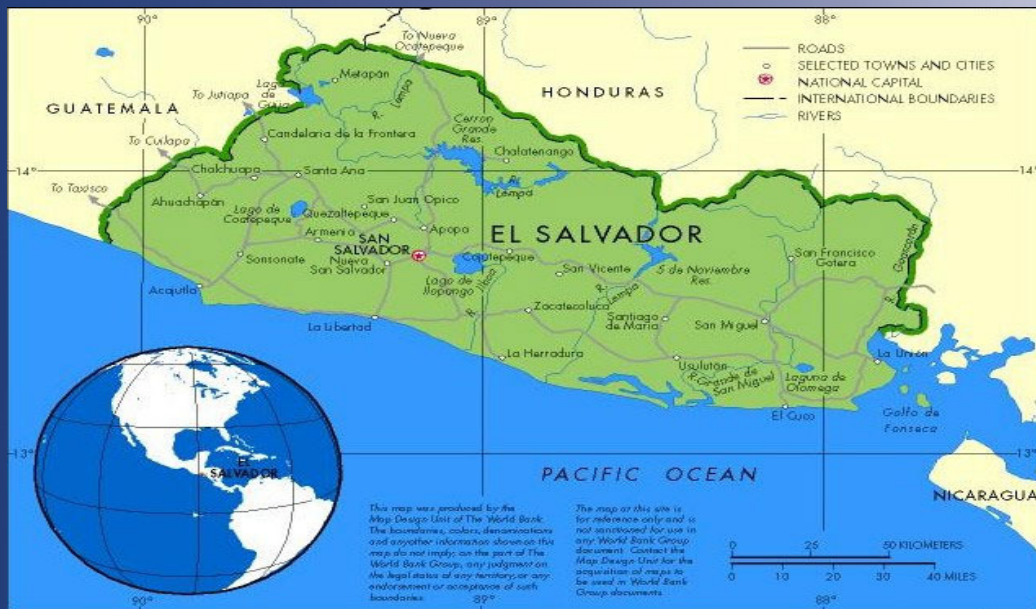 90°
89°
88°
To Nueva
Ocotepeque
ROADS
SELECTED TOWNS AND CITIES
NATIONAL CAPITAL
INTERNATIONAL BOUNDARIES
RIVERS
Metapán
Lago
de
Guija
R. Lempa
To Jutiapa
GUATEMALA
HONDURAS
Cerron
Grande
Res.
Candelaria de la Frontera
To Cuilapa
Chalatenango
14°
14°
Chalchuapa
Santa Ana
R.
Lempa
To Taxisco
Ahuachapán
San Juan Opico
Lago de
Coatepeque
Quezaltepeque
Apopa
Goascorán
EL SALVADOR
Armenia
SAN
SALVADOR
Cojutepeque
San Francisco
Gotera
Sonsonate
Nueva
San Salvador
San Vicente
5 de Noviembre
Res.
Lago de
Ilopango
Jiboa
R.
R.
Lempa
Acajutla
Zacatecoluca
Santiago
de Maria
San Miguel
La Libertad
La Herradura
Usulután
La Unión
R. Grande de
San Miguel
Laguna de
Olomega
El Cuco
Golfo de
Fonseca
13°
13°
EL
SALVADOR
PACIFIC OCEAN
NICARAGUA
This map was produced by the
Map Design Unit of The World Bank.
The boundaries, colors, denominations
and any other information shown on this
map do not imply, on the part of The
World Bank Group, any judgment on
the legal status of any territory, or any
endorsement or acceptance of such
boundaries.
The map at this site is
for reference only and is
not sanctioned for use in
any World Bank Group
document. Contact the
Map Design Unit for the
acquisition of maps to
be used in World Bank
Group documents.
0 25 50 KILOMETERS
0 10 20 30 40 MILES
90°
89°
88°